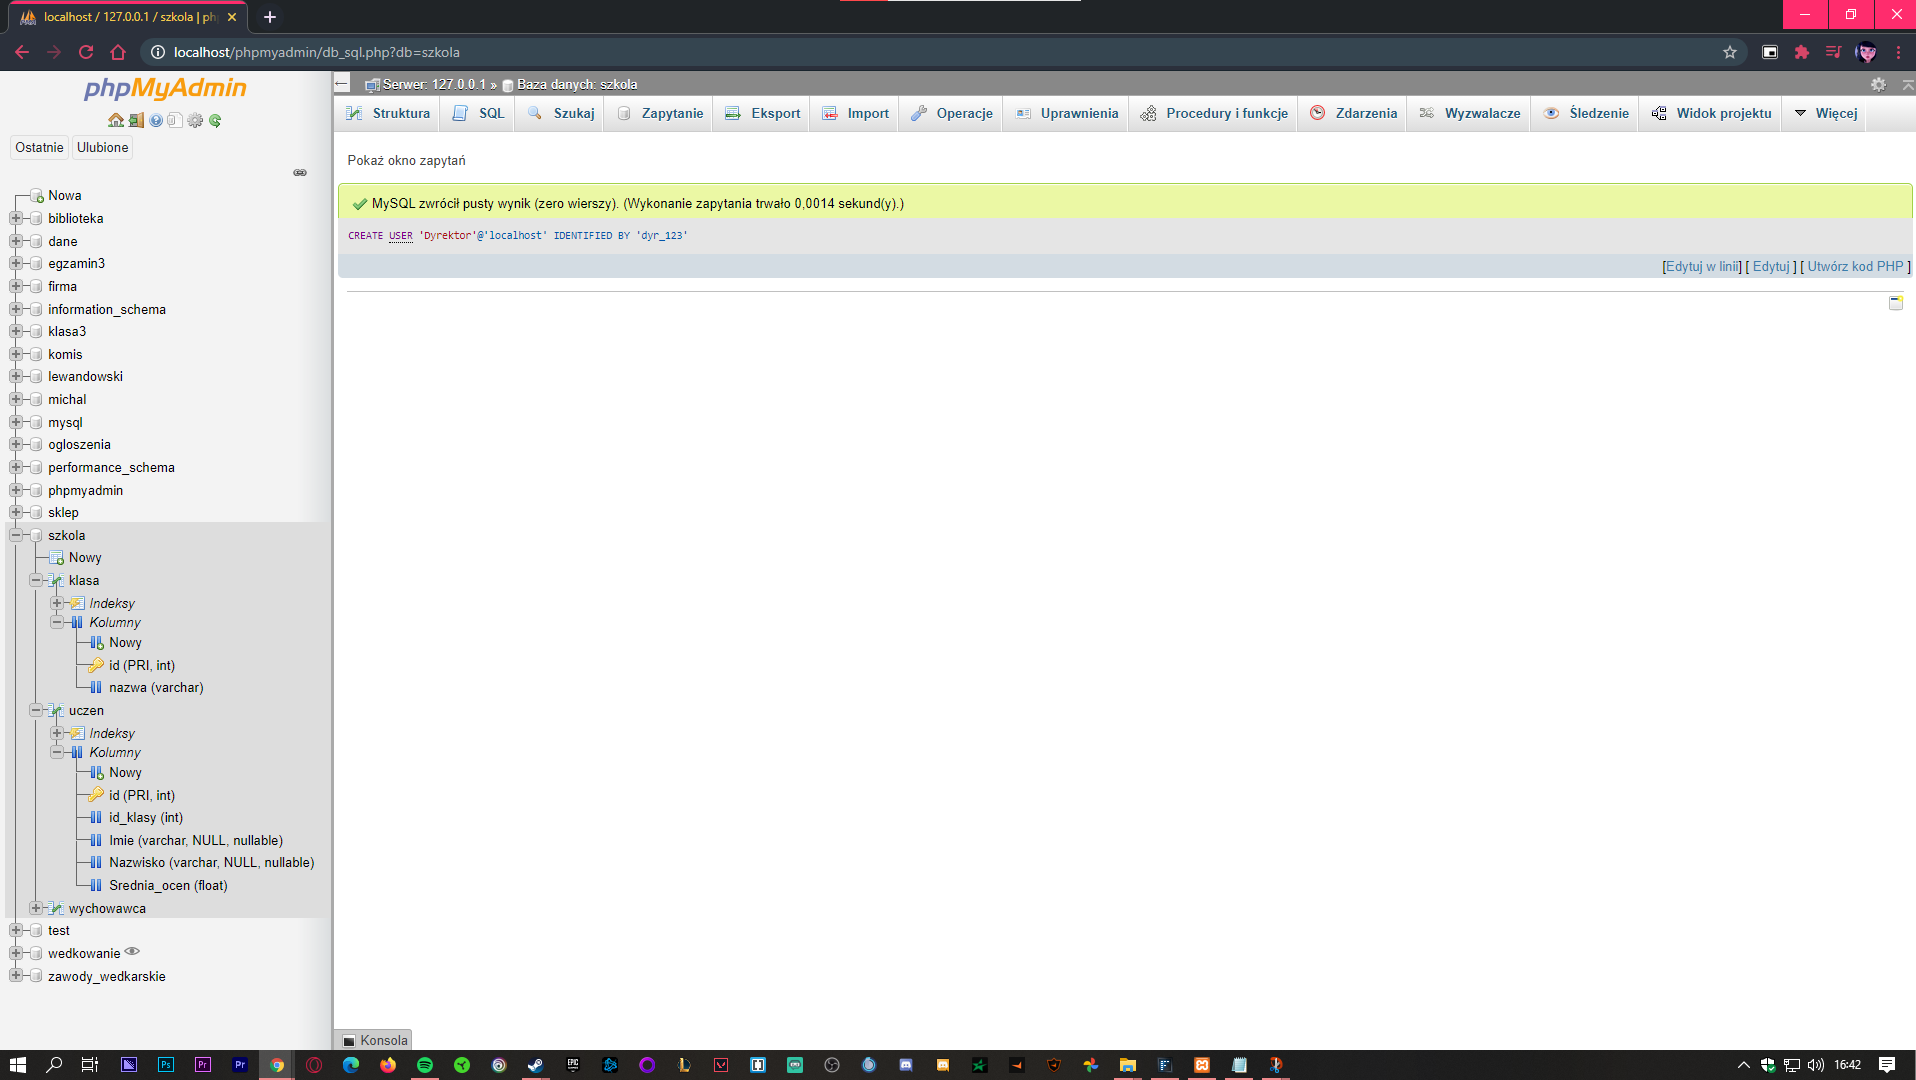 localhost / 127.0.0.1 / szkola | ph
localhost/phpmyadmin/db_sql.php?db=szkola
phpMyAdmin
Ostatnie
Ulubione
Nowa
biblioteka
dane
egzamin3
firma
information_schema
klasa3
komis
lewandowski
michal
mysql
ogloszenia
performance_schema
phpmyadmin
sklep
szkola
Nowy
klasa
Indeksy
Kolumny
Nowy
id (PRI, int)
nazwa (varchar)
uczen
Indeksy
Kolumny
Nowy
id (PRI, int)
id_klasy (int)
Imie (varchar, NULL, nullable)
Nazwisko (varchar, NULL, nullable)
Srednia_ocen (float)
wychowawca
test
wedkowanie
zawody_wedkarskie
Serwer: 127.0.0.1 » Baza danych: szkola
Struktura SQL Szukaj Zapytanie Eksport Import Operacje Uprawnienia Procedury i funkcje Zdarzenia Wyzwalacze Śledzenie Widok projektu Więcej
Pokaż okno zapytań
MySQL zwrócił pusty wynik (zero wierszy). (Wykonanie zapytania trwało 0,0014 sekund(y).)
CREATE USER 'Dyrektor'@'localhost' IDENTIFIED BY 'dyr_123'
[Edytuj w linii] [ Edytuj ] [ Utwórz kod PHP ]
Konsola
Ps
Pr
Pr
EPIC
16:42